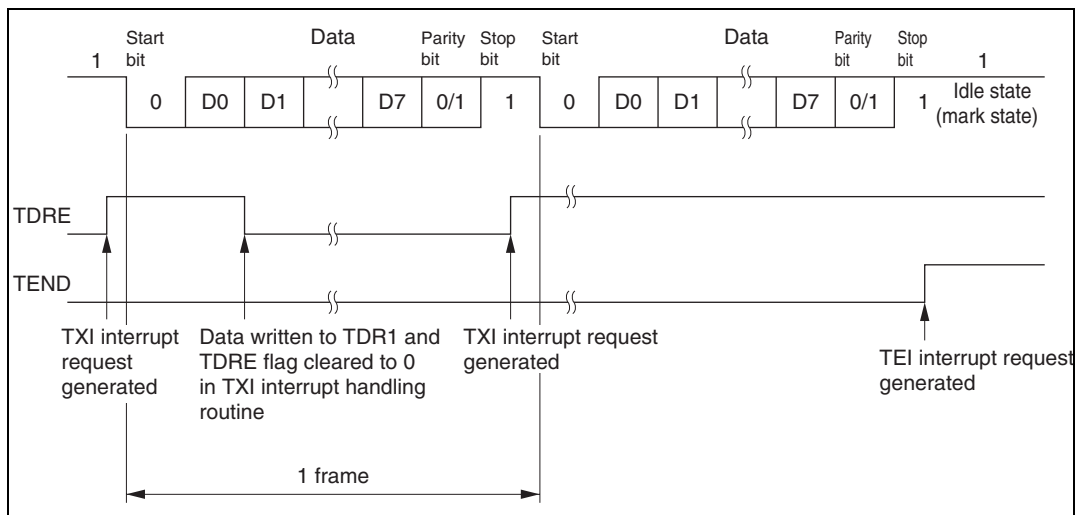 1 Start bit Data Parity bit Stop bit Start bit Data Parity bit Stop bit 1
0 D0 D1 D7 0/1 1 0 D0 D1 D7 0/1 1 Idle state (mark state)
TDRE
TEND
TXI interrupt
request
generated
Data written to TDR1 and
TDRE flag cleared to 0
in TXI interrupt handling
routine
TXI interrupt request
generated
TEI interrupt request
generated
1 frame